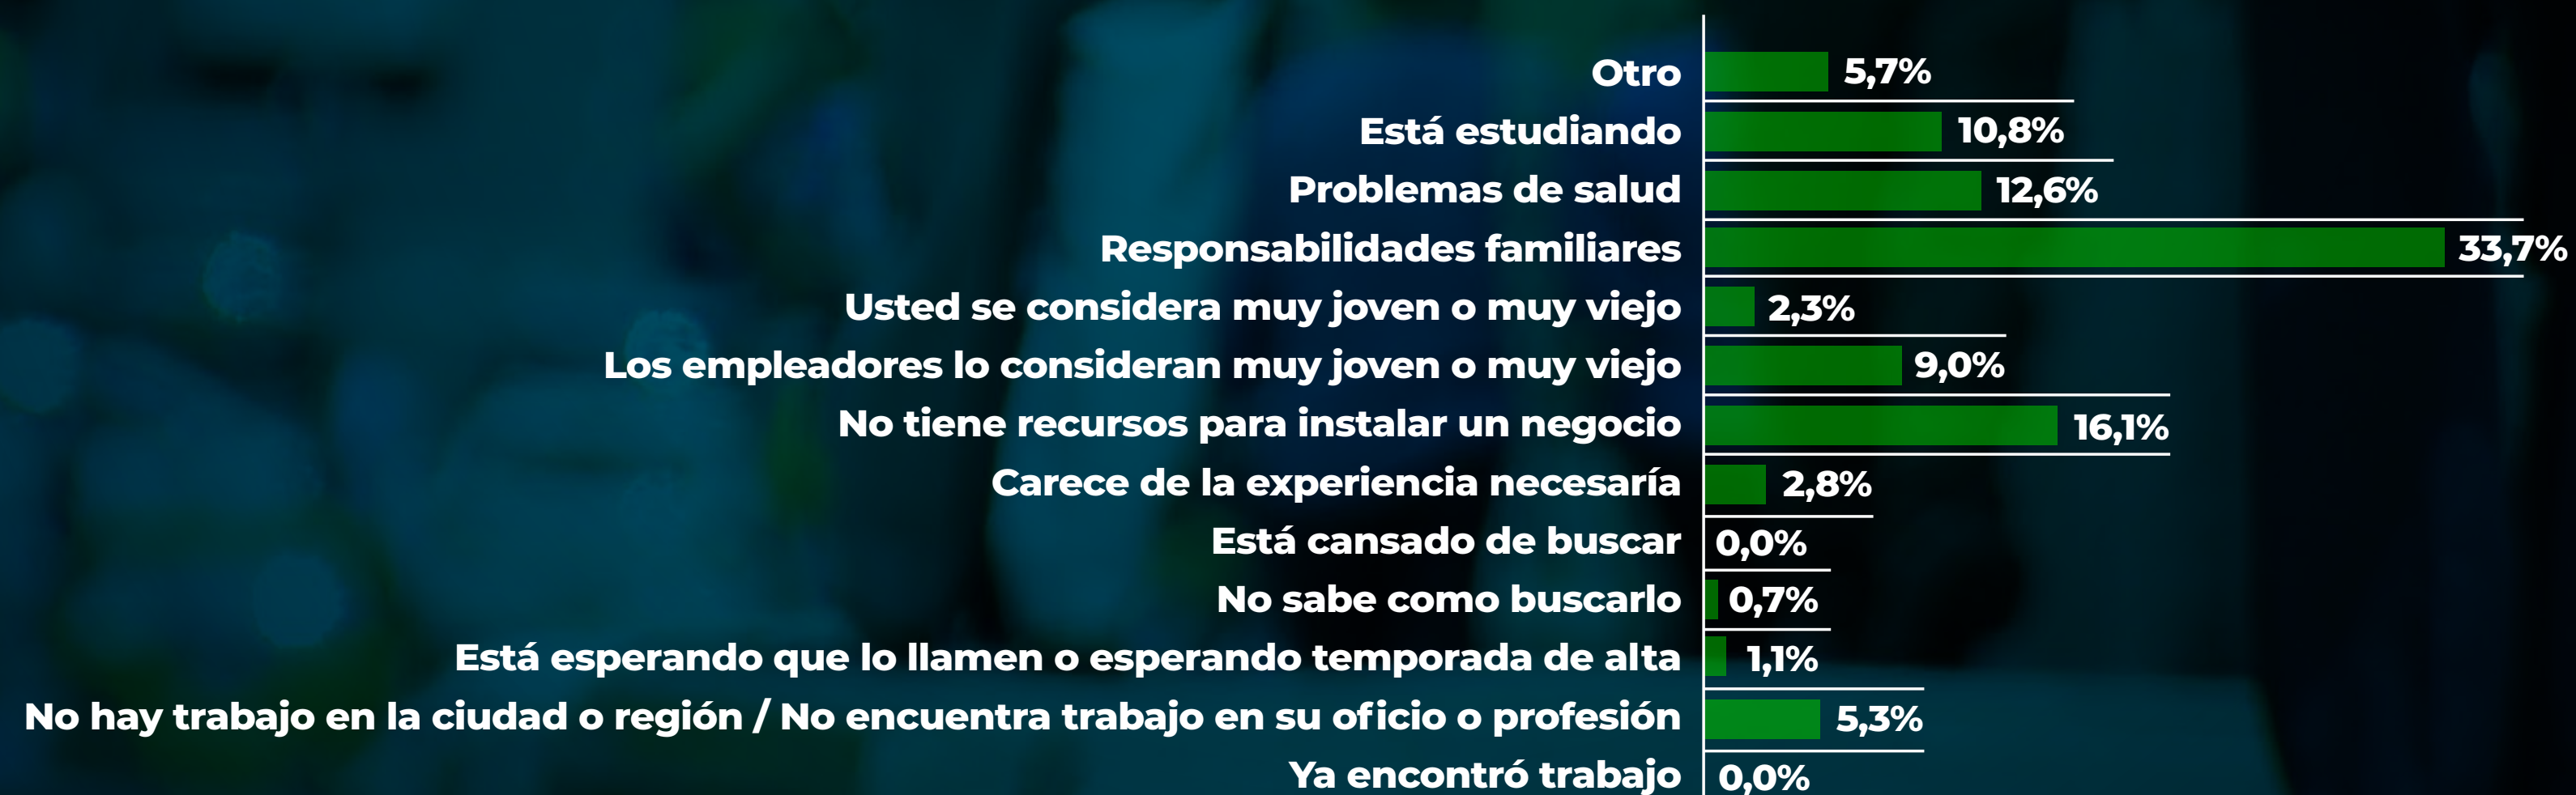 Otro 5,7%
Está estudiando 10,8%
Problemas de salud 12,6%
Responsabilidades familiares 33,7%
Usted se considera muy joven o muy viejo 2,3%
Los empleadores lo consideran muy joven o muy viejo 9,0%
No tiene recursos para instalar un negocio 16,1%
Carece de la experiencia necesaría 2,8%
Está cansado de buscar 0,0%
No sabe como buscarlo 0,7%
Está esperando que lo llamen o esperando temporada de alta 1,1%
No hay trabajo en la ciudad o región / No encuentra trabajo en su oficio o profesión 5,3%
Ya encontró trabajo 0,0%